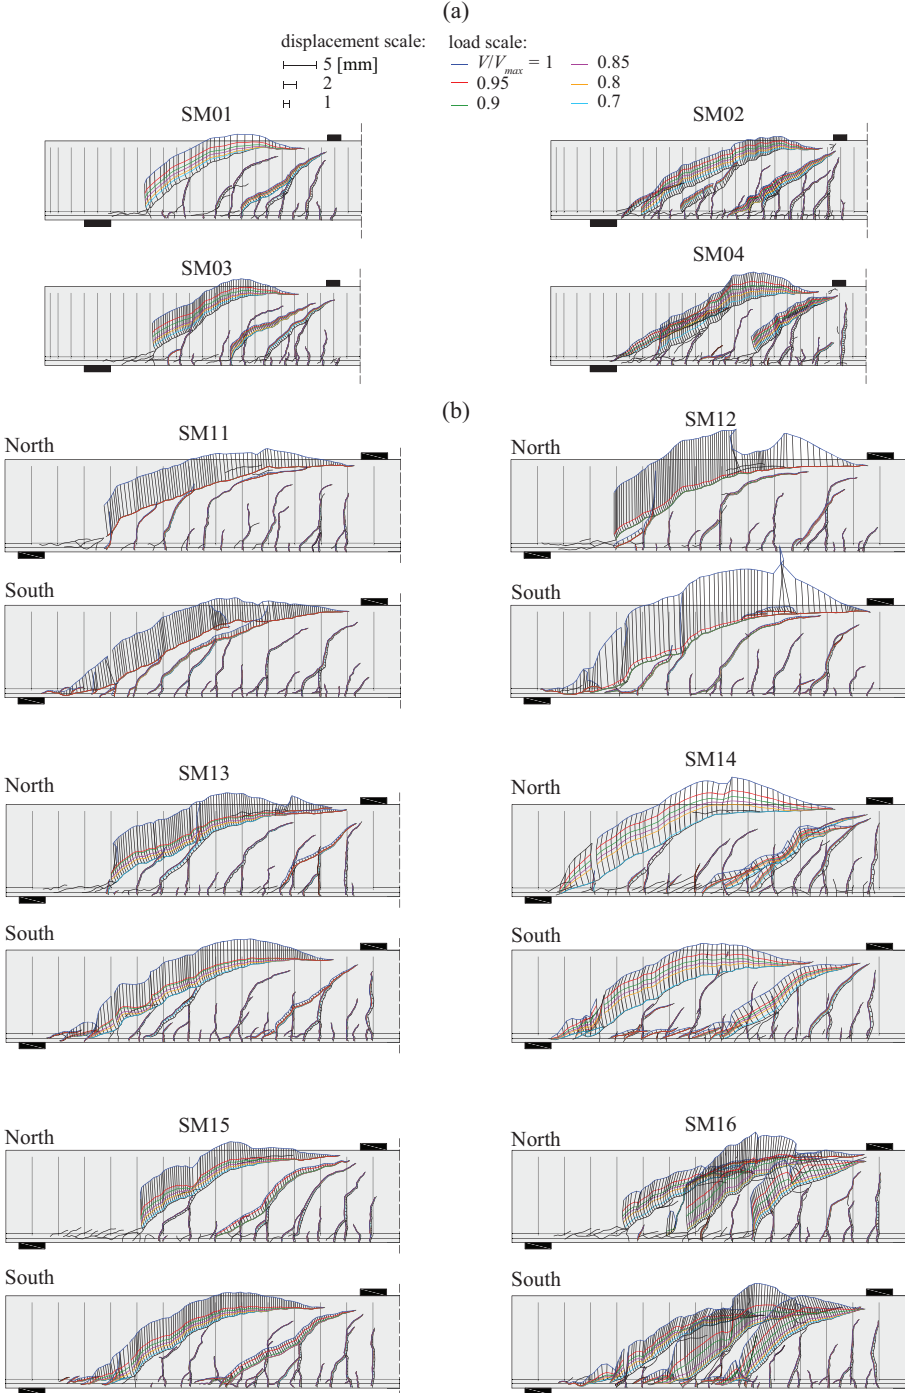 (a)
displacement scale: load scale:
5 [mm] V/Vmax = 1 0.85
2 0.95 0.8
1 0.9 0.7
SM01 SM02
SM03 SM04
(b)
North SM11 SM12 North
South South
North SM13 SM14 North
South South
North SM15 SM16 North
South South